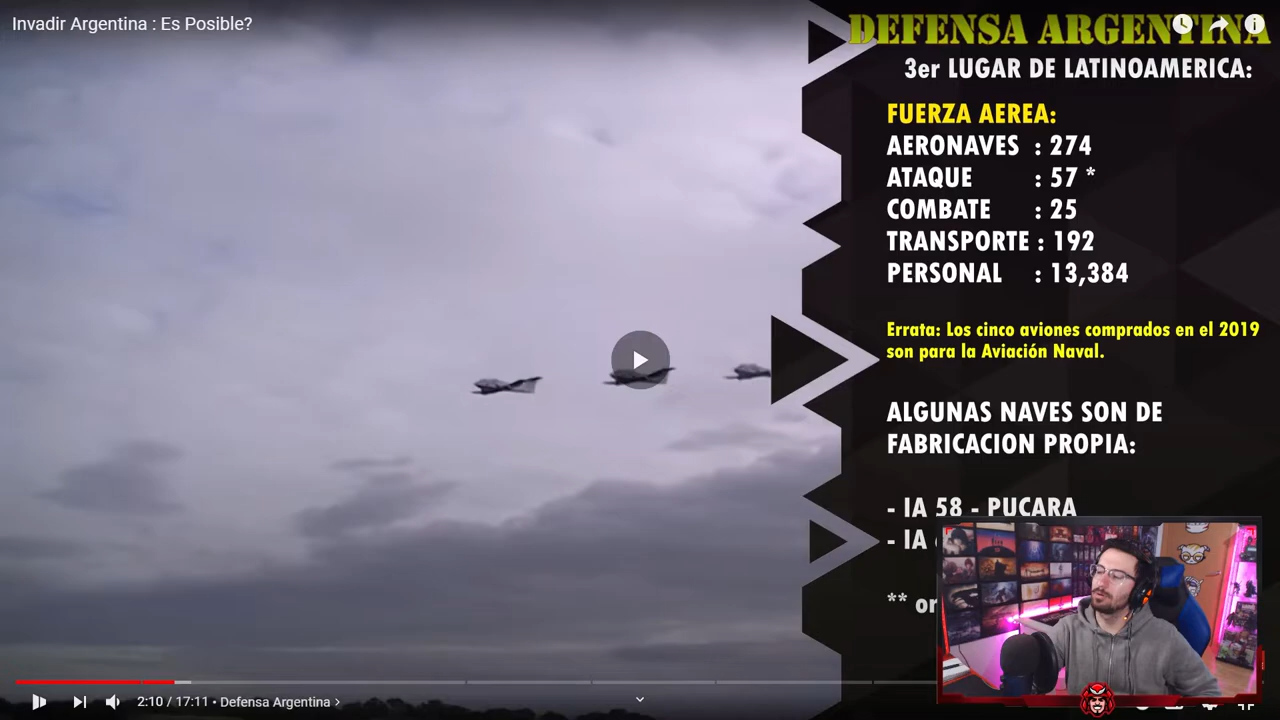 Invadir Argentina : Es Posible?
DEFENSA ARGENTINA
3er LUGAR DE LATINOAMERICA:
FUERZA AEREA:
AERONAVES : 274
ATAQUE : 57 *
COMBATE : 25
TRANSPORTE : 192
PERSONAL : 13,384
Errata: Los cinco aviones comprados en el 2019
son para la Aviación Naval.
ALGUNAS NAVES SON DE
FABRICACION PROPIA:
- IA 58 - PUCARA
- IA
**
2:10 / 17:11 • Defensa Argentina ›